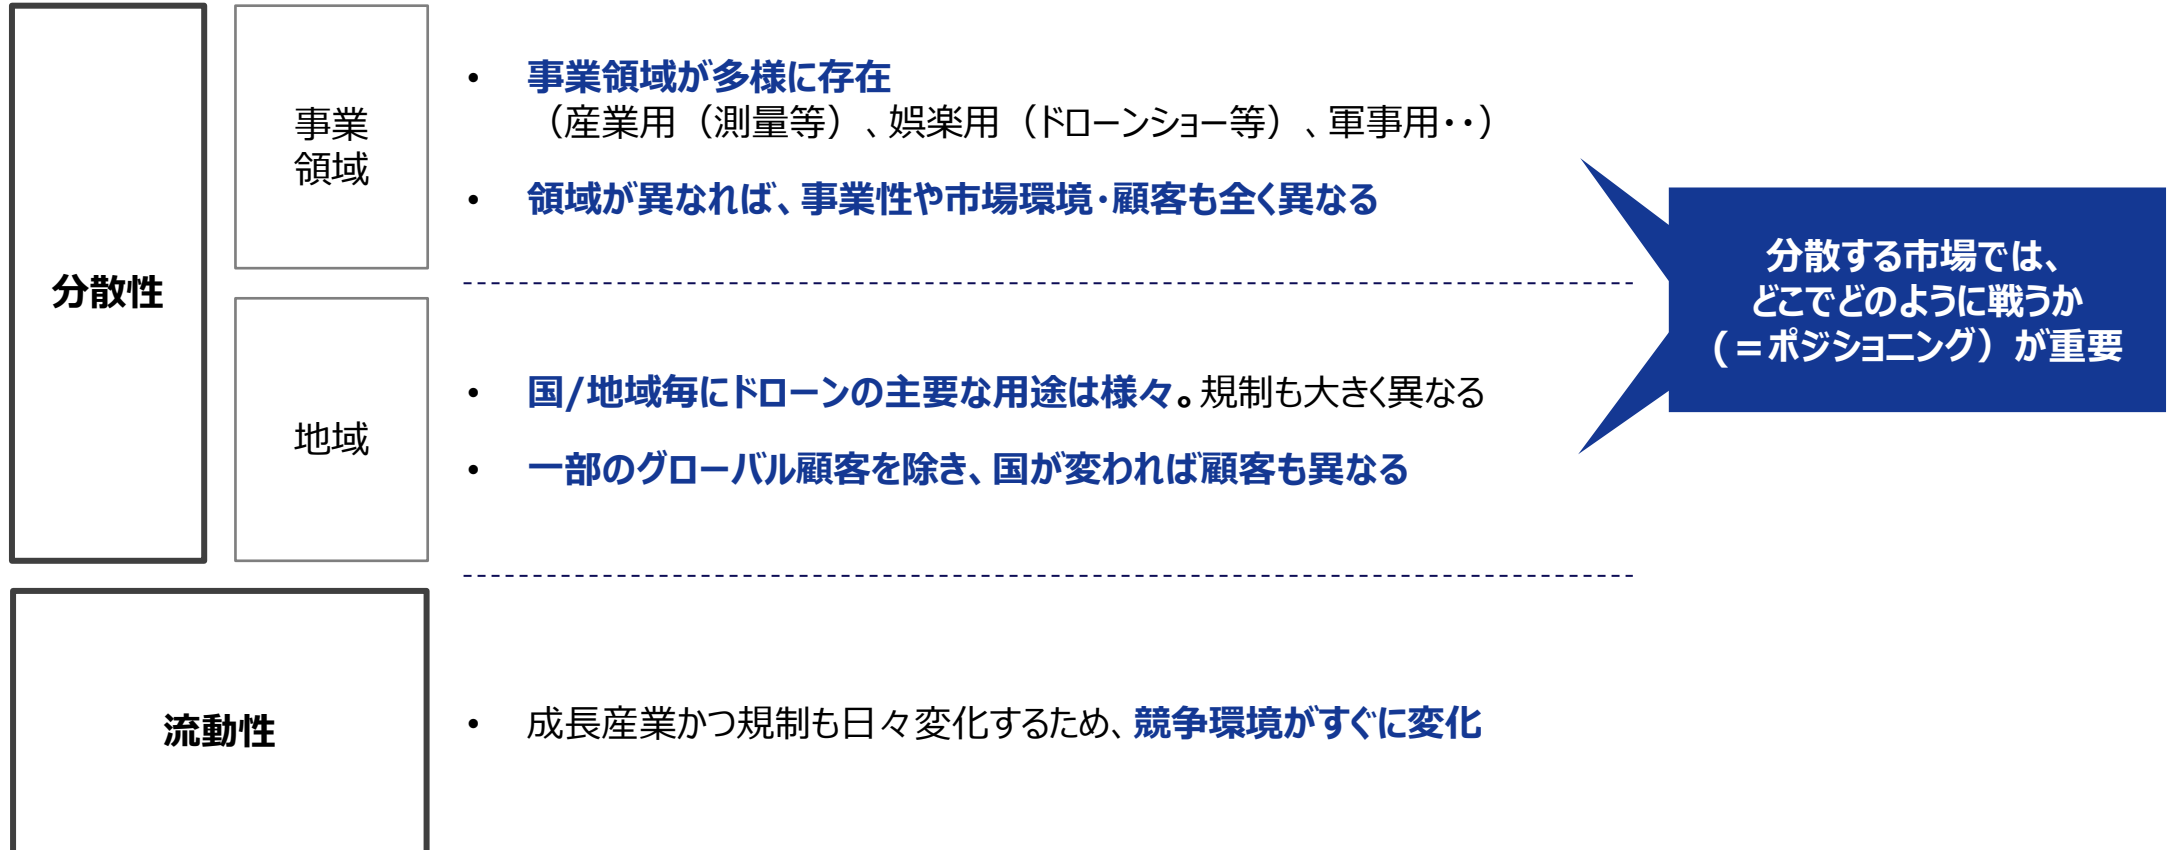 分散性
事業
領域
• 事業領域が多様に存在
（産業用（測量等）、娯楽用（ドローンショー等）、軍事用・・）
• 領域が異なれば、事業性や市場環境・顧客も全く異なる
地域
• 国/地域毎にドローンの主要な用途は様々。規制も大きく異なる
• 一部のグローバル顧客を除き、国が変われば顧客も異なる
分散する市場では、
どこでどのように戦うか
(＝ポジショニング）が重要
流動性
• 成長産業かつ規制も日々変化するため、競争環境がすぐに変化